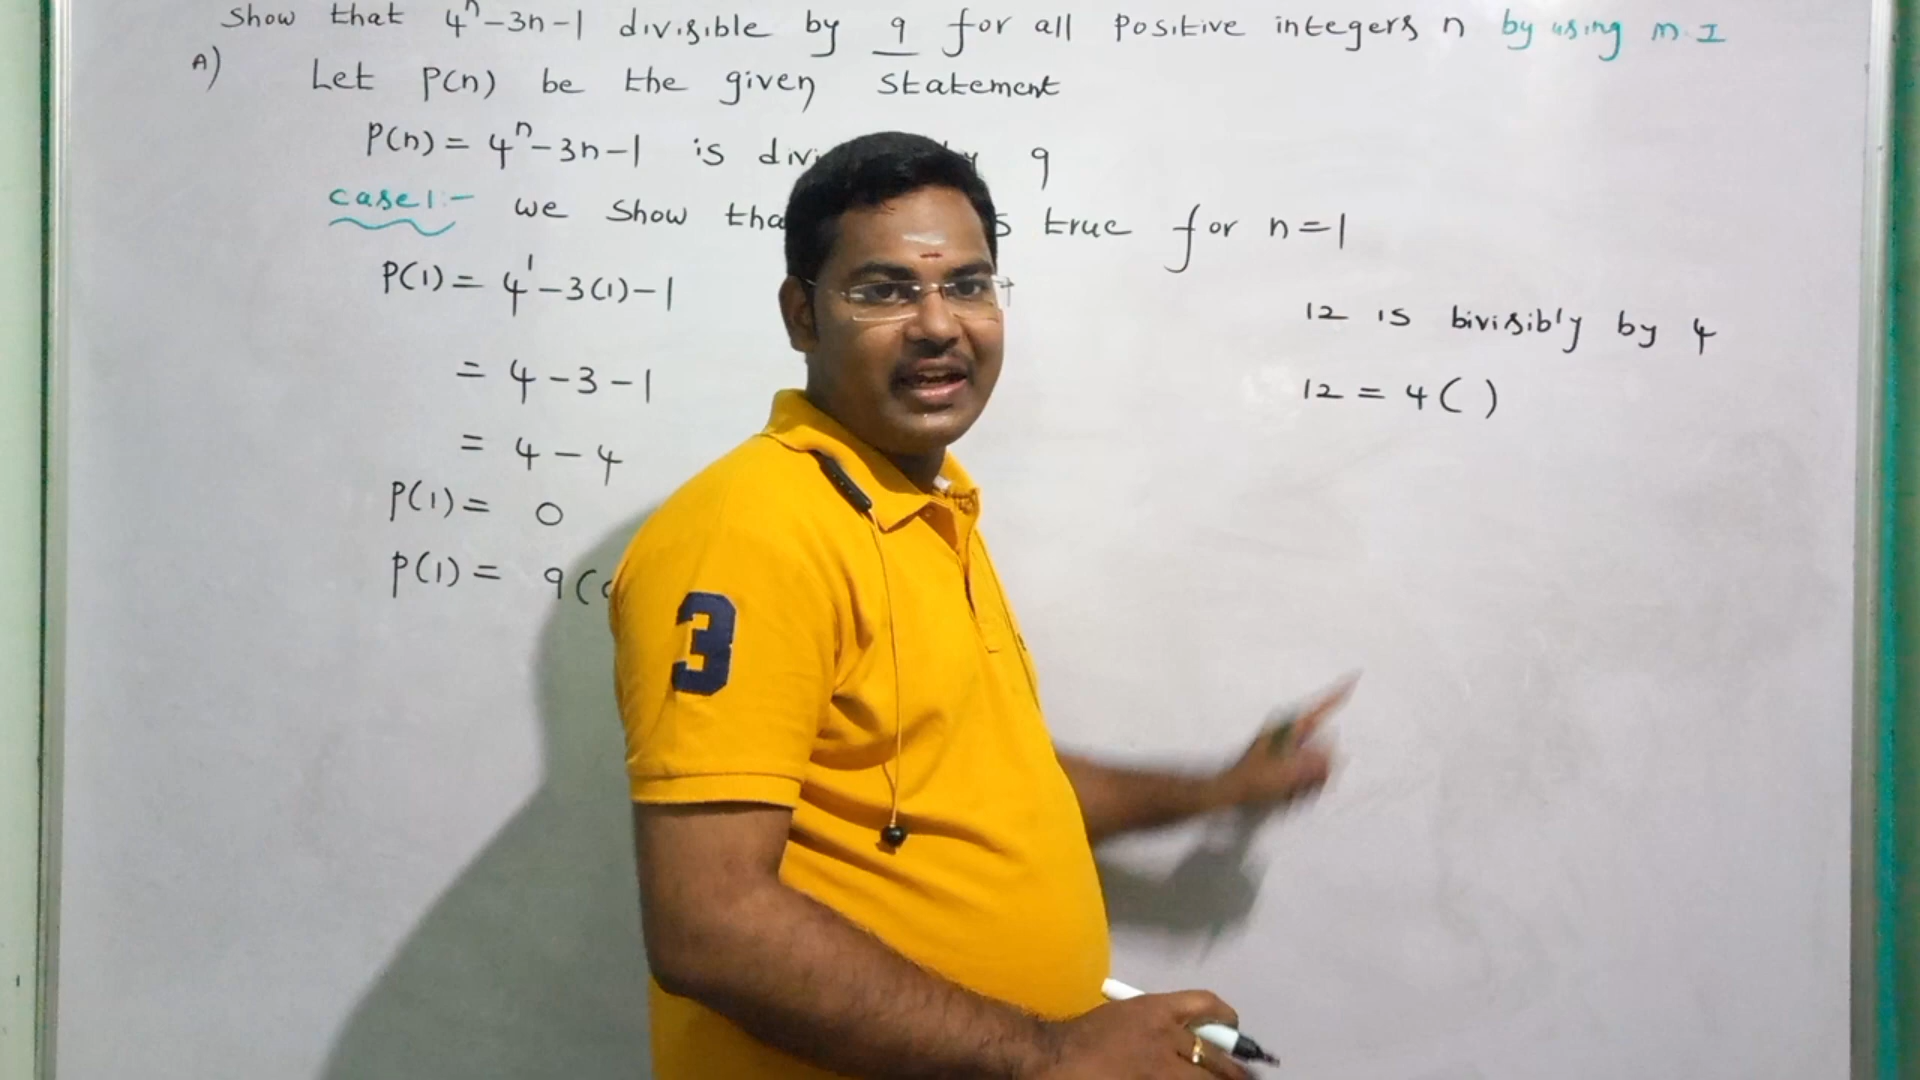 Show that 4ⁿ-3n-1 divisible by 9 for all positive integers n by using M.I
A) Let P(n) be the given statement
P(n) = 4ⁿ-3n-1 is 9
case1:- we show true for n=1
P(1) = 4¹-3(1)-1
= 4-3-1
= 4-4
P(1) = 0
P(1) = 9(
12 is bivisibly by 4
12 = 4( )
3